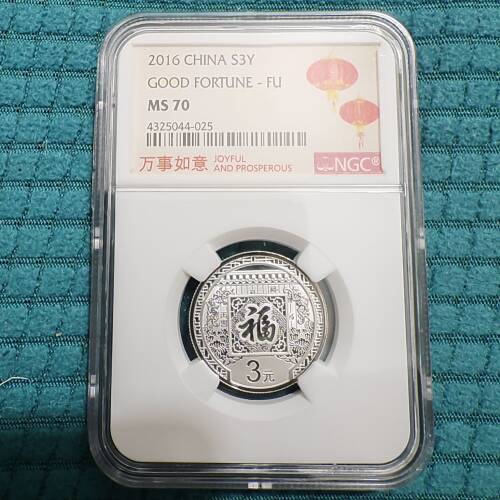 2016 CHINA S3Y
GOOD FORTUNE - FU
MS 70
4325044-025
万事如意 JOYFUL
AND PROSPEROUS
NGC®
福
3元